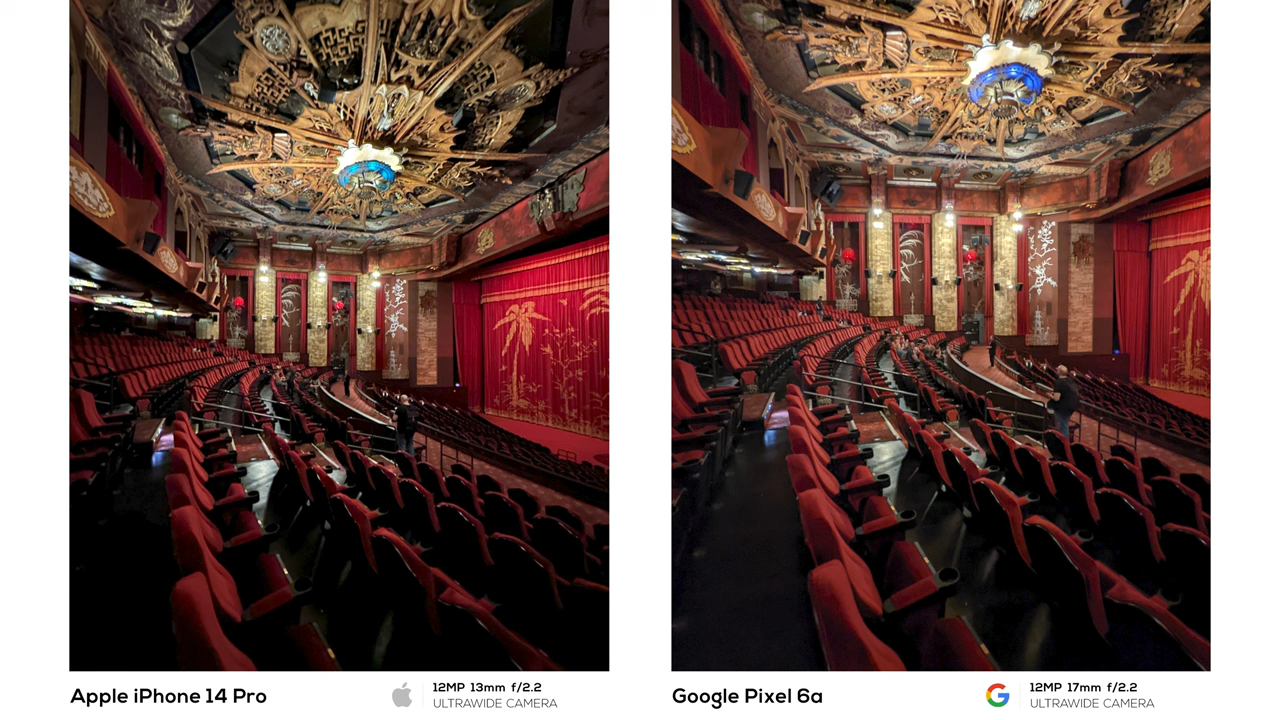 Apple iPhone 14 Pro
12MP 13mm f/2.2
ULTRAWIDE CAMERA
Google Pixel 6a
12MP 17mm f/2.2
ULTRAWIDE CAMERA